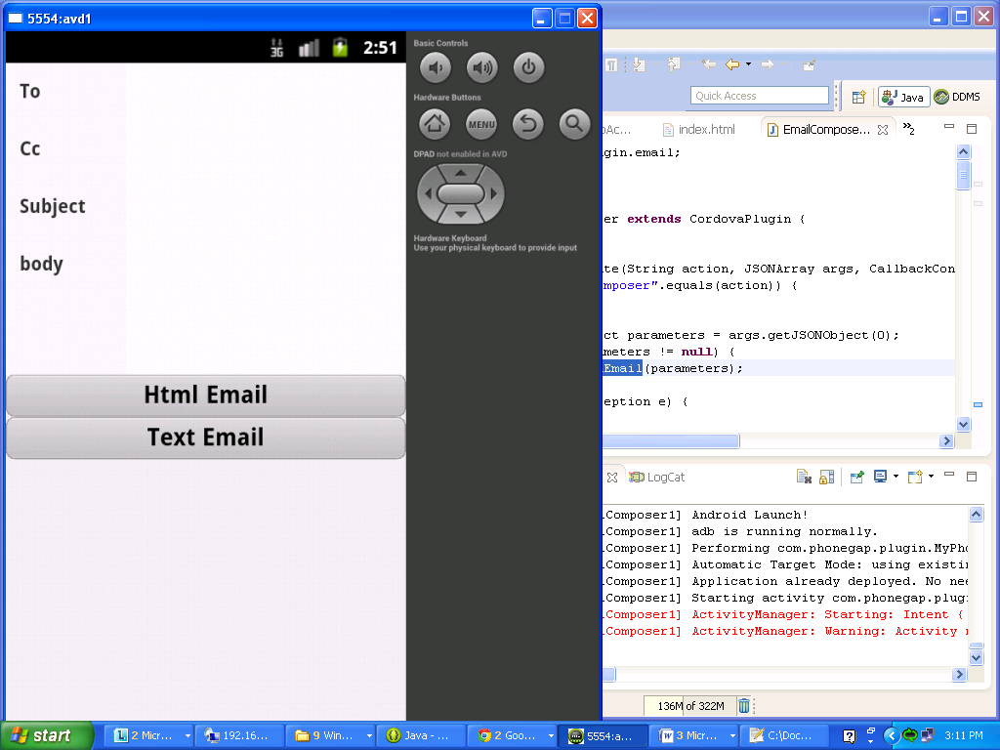 5554:avd1
3G
2:51
To
Cc
Subject
body
Html Email
Text Email
Basic Controls
Hardware Buttons
MENU
DPAD not enabled in AVD
Hardware Keyboard
Use your physical keyboard to provide input
Quick Access
Java
DDMS
index.html
EmailCompose...
2
gin.email;
er extends CordovaPlugin {
te(String action, JSONArray args, CallbackCon
mposer".equals(action)) {
ct parameters = args.getJSONObject(0);
meters != null) {
Email(parameters);
eption e) {
LogCat
Composer1] Android Launch!
Composer1] adb is running normally.
Composer1] Performing com.phonegap.plugin.MyPho
Composer1] Automatic Target Mode: using existin
Composer1] Application already deployed. No nee
Composer1] Starting activity com.phonegap.plugi
Composer1] ActivityManager: Starting: Intent {
Composer1] ActivityManager: Warning: Activity n
136M of 322M
start
2 Micr...
192.16...
9 Win...
Java - ...
2 Goo...
5554:a...
3 Micr...
C:\Doc...
3:11 PM